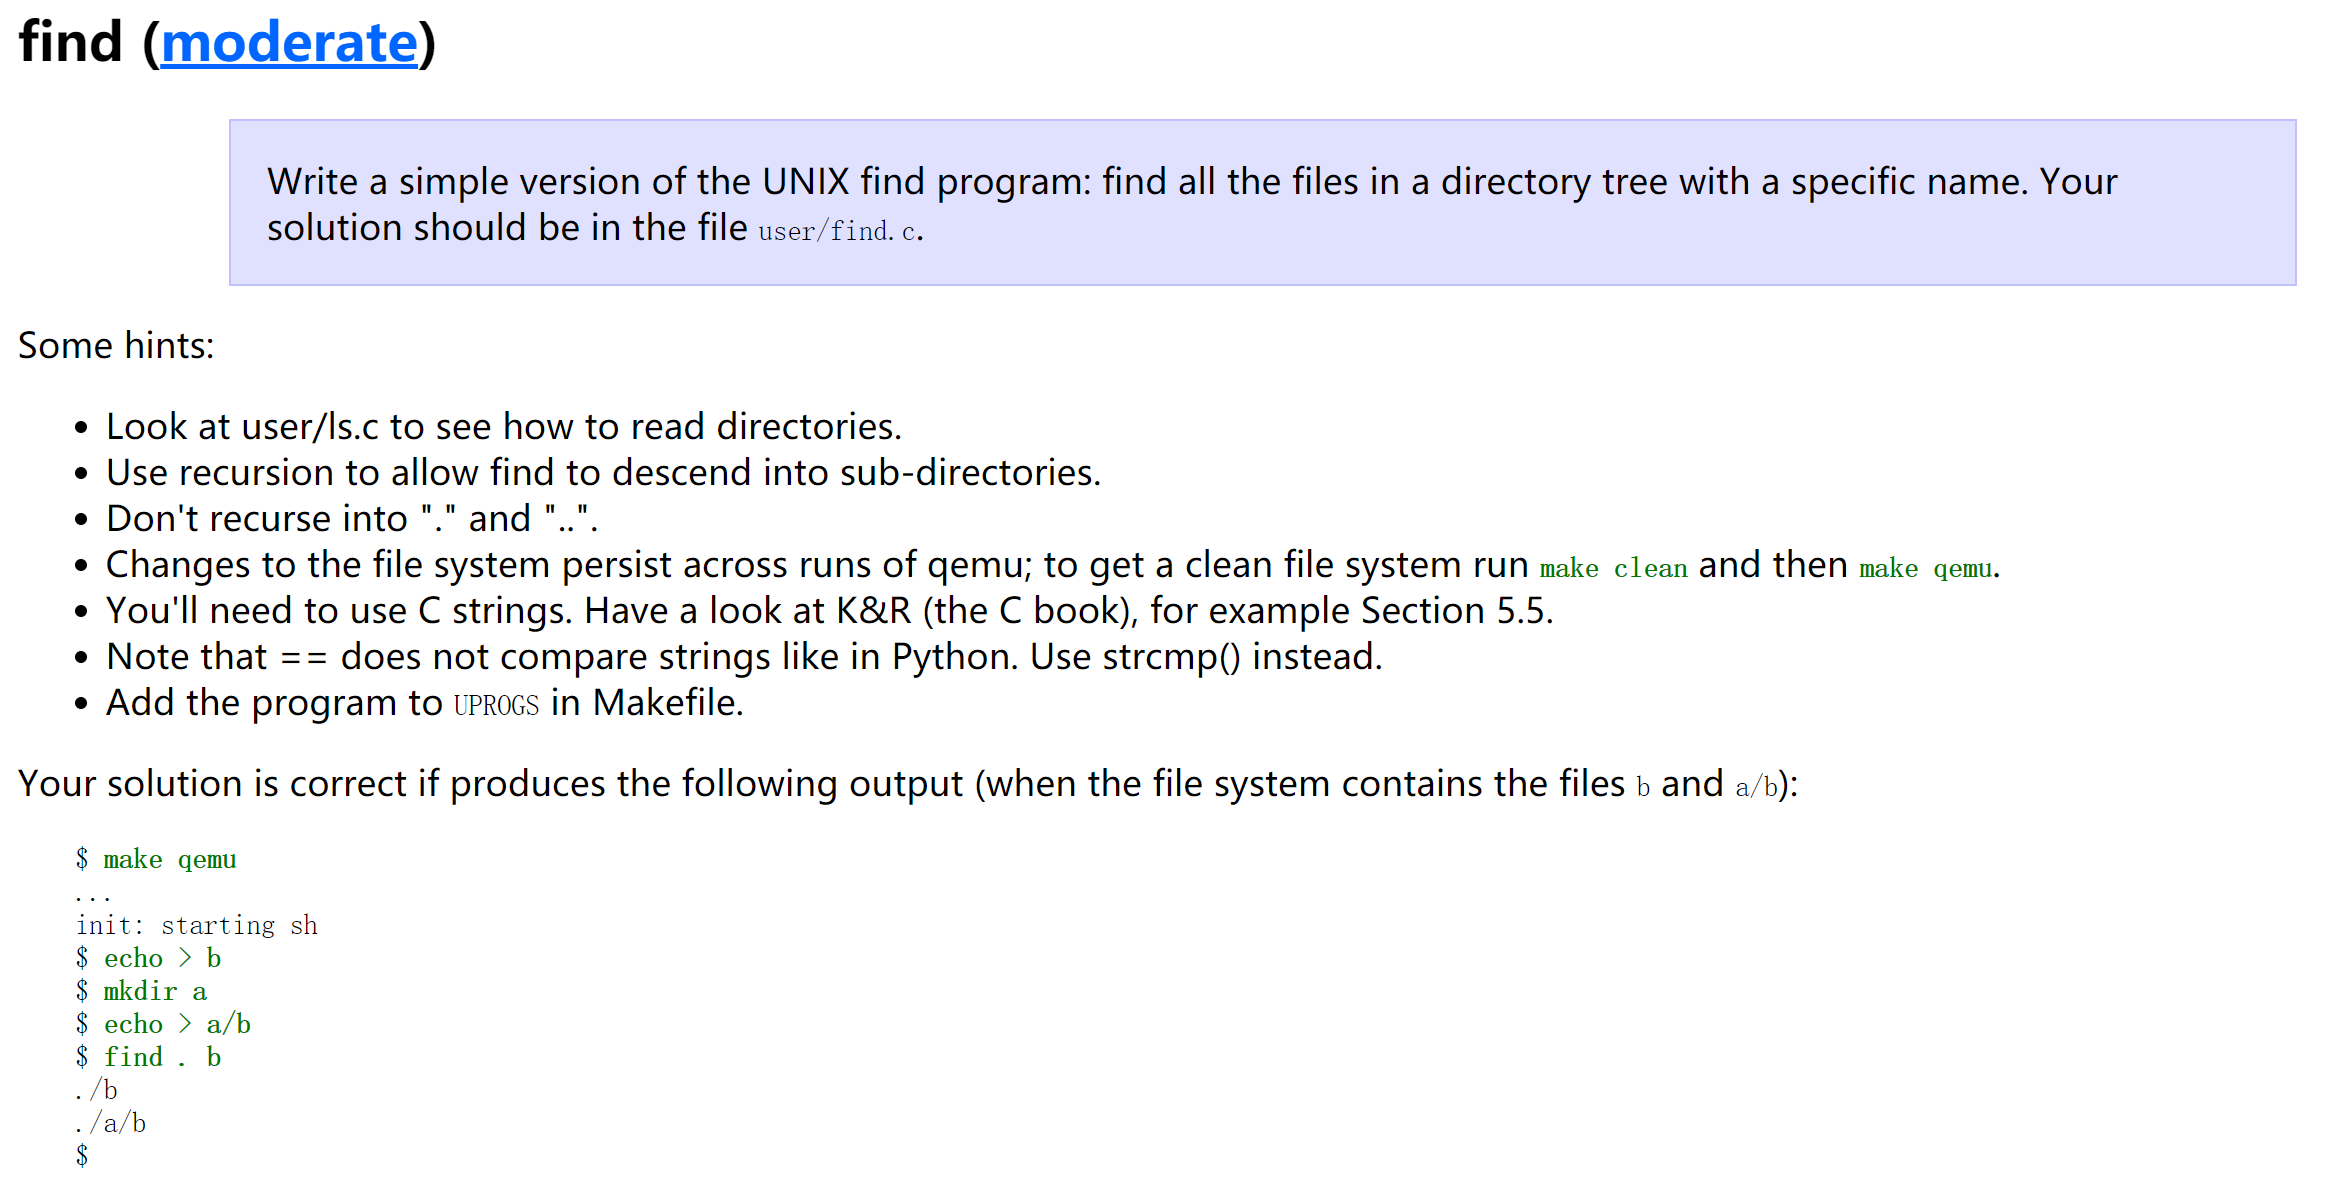 find (moderate)
Write a simple version of the UNIX find program: find all the files in a directory tree with a specific name. Your
solution should be in the file user/find.c.
Some hints:
• Look at user/ls.c to see how to read directories.
• Use recursion to allow find to descend into sub-directories.
• Don't recurse into "." and "..".
• Changes to the file system persist across runs of qemu; to get a clean file system run make clean and then make qemu.
• You'll need to use C strings. Have a look at K&R (the C book), for example Section 5.5.
• Note that == does not compare strings like in Python. Use strcmp() instead.
• Add the program to UPROGS in Makefile.
Your solution is correct if produces the following output (when the file system contains the files b and a/b):
$ make qemu
...
init: starting sh
$ echo > b
$ mkdir a
$ echo > a/b
$ find . b
./b
./a/b
$